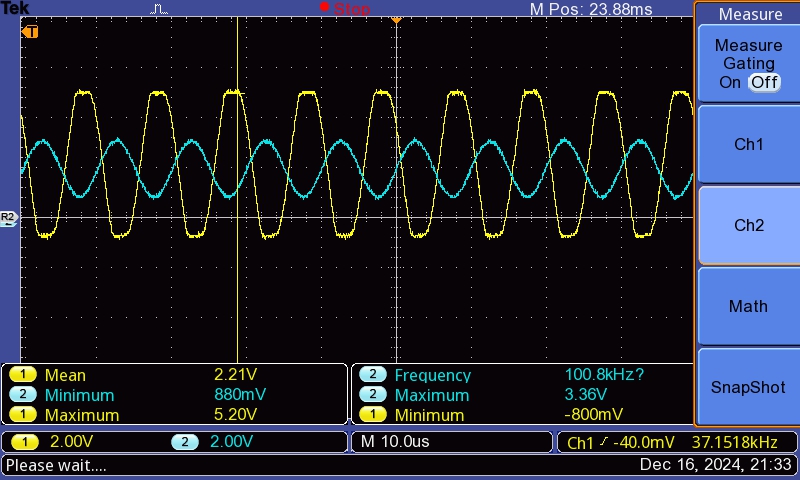 Tek Stop M Pos: 23.88ms
T
R2
2
Measure
Measure
Gating
On Off
Ch1
Ch2
Math
SnapShot
1 Mean 2.21V
2 Minimum 880mV
1 Maximum 5.20V
2 Frequency 100.8kHz?
2 Maximum 3.36V
1 Minimum -800mV
1 2.00V 2 2.00V M 10.0us Ch1 -40.0mV 37.1518kHz
Please wait.... Dec 16, 2024, 21:33